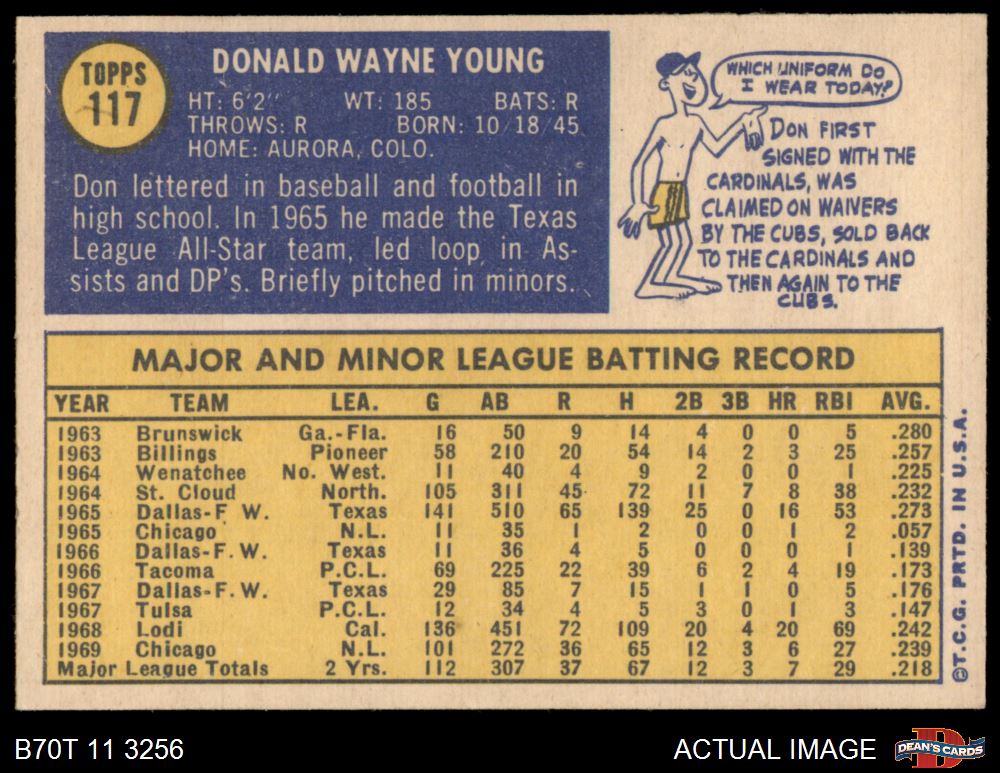 TOPPS
117
DONALD WAYNE YOUNG
HT: 6'2" WT: 185 BATS: R
THROWS: R BORN: 10/18/45
HOME: AURORA, COLO.
Don lettered in baseball and football in
high school. In 1965 he made the Texas
League All-Star team, led loop in As-
sists and DP's. Briefly pitched in minors.
WHICH UNIFORM DO
I WEAR TODAY?
DON FIRST
SIGNED WITH THE
CARDINALS, WAS
CLAIMED ON WAIVERS
BY THE CUBS, SOLD BACK
TO THE CARDINALS AND
THEN AGAIN TO THE
CUBS.
MAJOR AND MINOR LEAGUE BATTING RECORD
YEAR TEAM LEA. G AB R H 2B 3B HR RBI AVG.
1963 Brunswick Ga.-Fla. 16 50 9 14 4 0 0 5 .280
1963 Billings Pioneer 58 210 20 54 14 2 3 25 .257
1964 Wenatchee No. West. 11 40 4 9 2 0 0 1 .225
1964 St. Cloud North. 105 311 45 72 11 7 8 38 .232
1965 Dallas-F W. Texas 141 510 65 139 25 0 16 53 .273
1965 Chicago N.L. 11 35 1 2 0 0 1 2 .057
1966 Dallas-F.W. Texas 11 36 4 5 0 0 0 1 .139
1966 Tacoma P.C.L. 69 225 22 39 6 2 4 19 .173
1967 Dallas-F.W. Texas 29 85 7 15 1 1 0 5 .176
1967 Tulsa P.C.L. 12 34 4 5 3 0 1 3 .147
1968 Lodi Cal. 136 451 72 109 20 4 20 69 .242
1969 Chicago N.L. 101 272 36 65 12 3 6 27 .239
Major League Totals 2 Yrs. 112 307 37 67 12 3 7 29 .218
©T.C.G. PRTD. IN U.S.A.
B70T 11 3256
ACTUAL IMAGE
D
DEAN'S CARDS